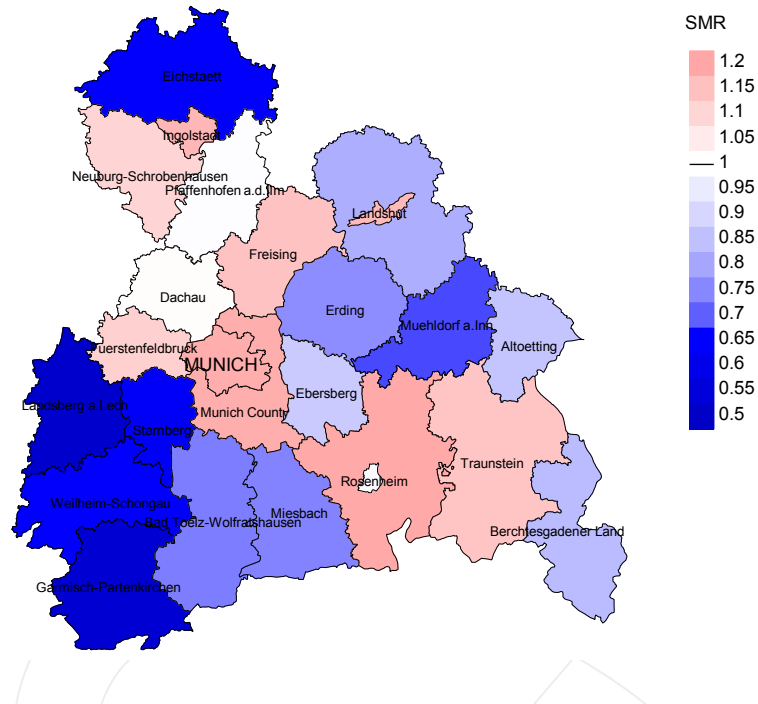 SMR
1.2
1.15
1.1
1.05
1
0.95
0.9
0.85
0.8
0.75
0.7
0.65
0.6
0.55
0.5
Eichstaett
Ingolstadt
Neuburg-Schrobenhausen
Pfaffenhofen a.d.Ilm
Landshut
Freising
Dachau
Erding
Muehldorf a.Inn
Altoetting
Fuerstenfeldbruck
MUNICH
Ebersberg
Landsberg a.Lech
Munich County
Starnberg
Traunstein
Rosenheim
Weilheim-Schongau
Miesbach
Bad Toelz-Wolfratshausen
Berchtesgadener Land
Garmisch-Partenkirchen